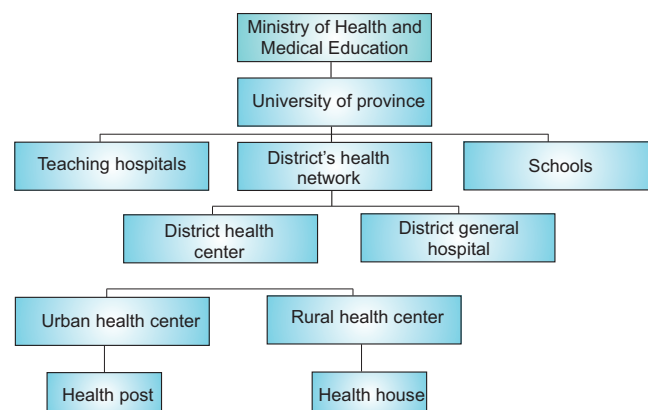 Ministry of Health and
Medical Education
University of province
Teaching hospitals
District's health
network
Schools
District health
center
District general
hospital
Urban health center
Rural health center
Health post
Health house